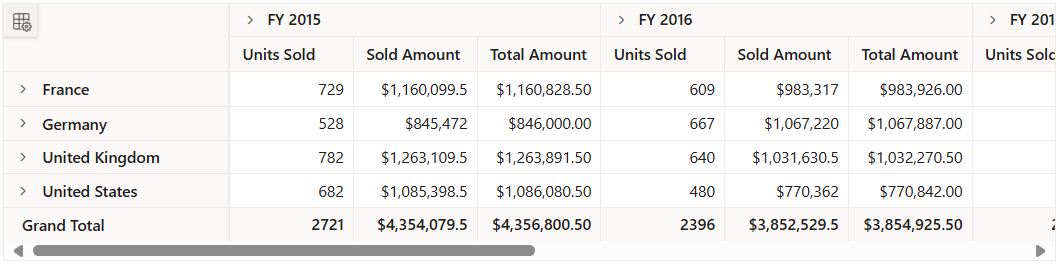 FY 2015 FY 2016 FY 201
Units Sold Sold Amount Total Amount Units Sold Sold Amount Total Amount Units Sold
France 729 $1,160,099.5 $1,160,828.50 609 $983,317 $983,926.00
Germany 528 $845,472 $846,000.00 667 $1,067,220 $1,067,887.00
United Kingdom 782 $1,263,109.5 $1,263,891.50 640 $1,031,630.5 $1,032,270.50
United States 682 $1,085,398.5 $1,086,080.50 480 $770,362 $770,842.00
Grand Total 2721 $4,354,079.5 $4,356,800.50 2396 $3,852,529.5 $3,854,925.50